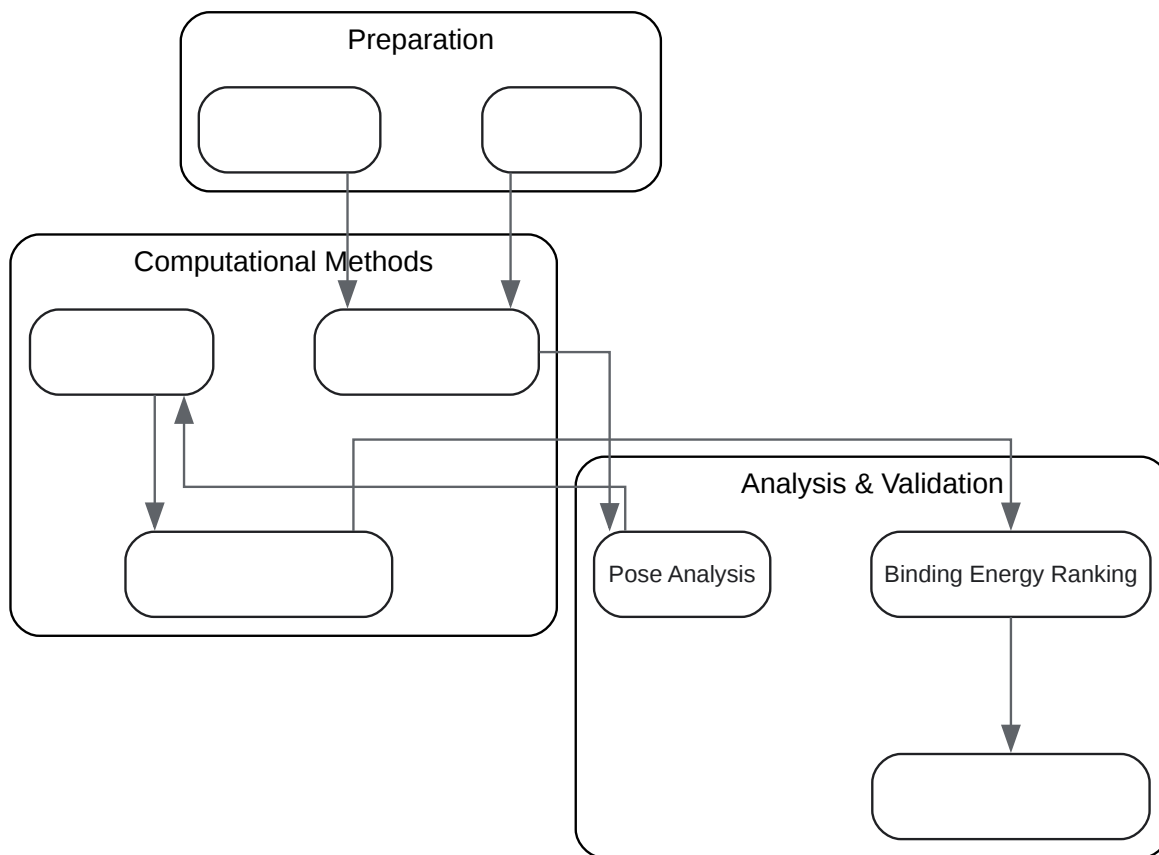 Preparation
Computational Methods
Analysis & Validation
Pose Analysis
Binding Energy Ranking